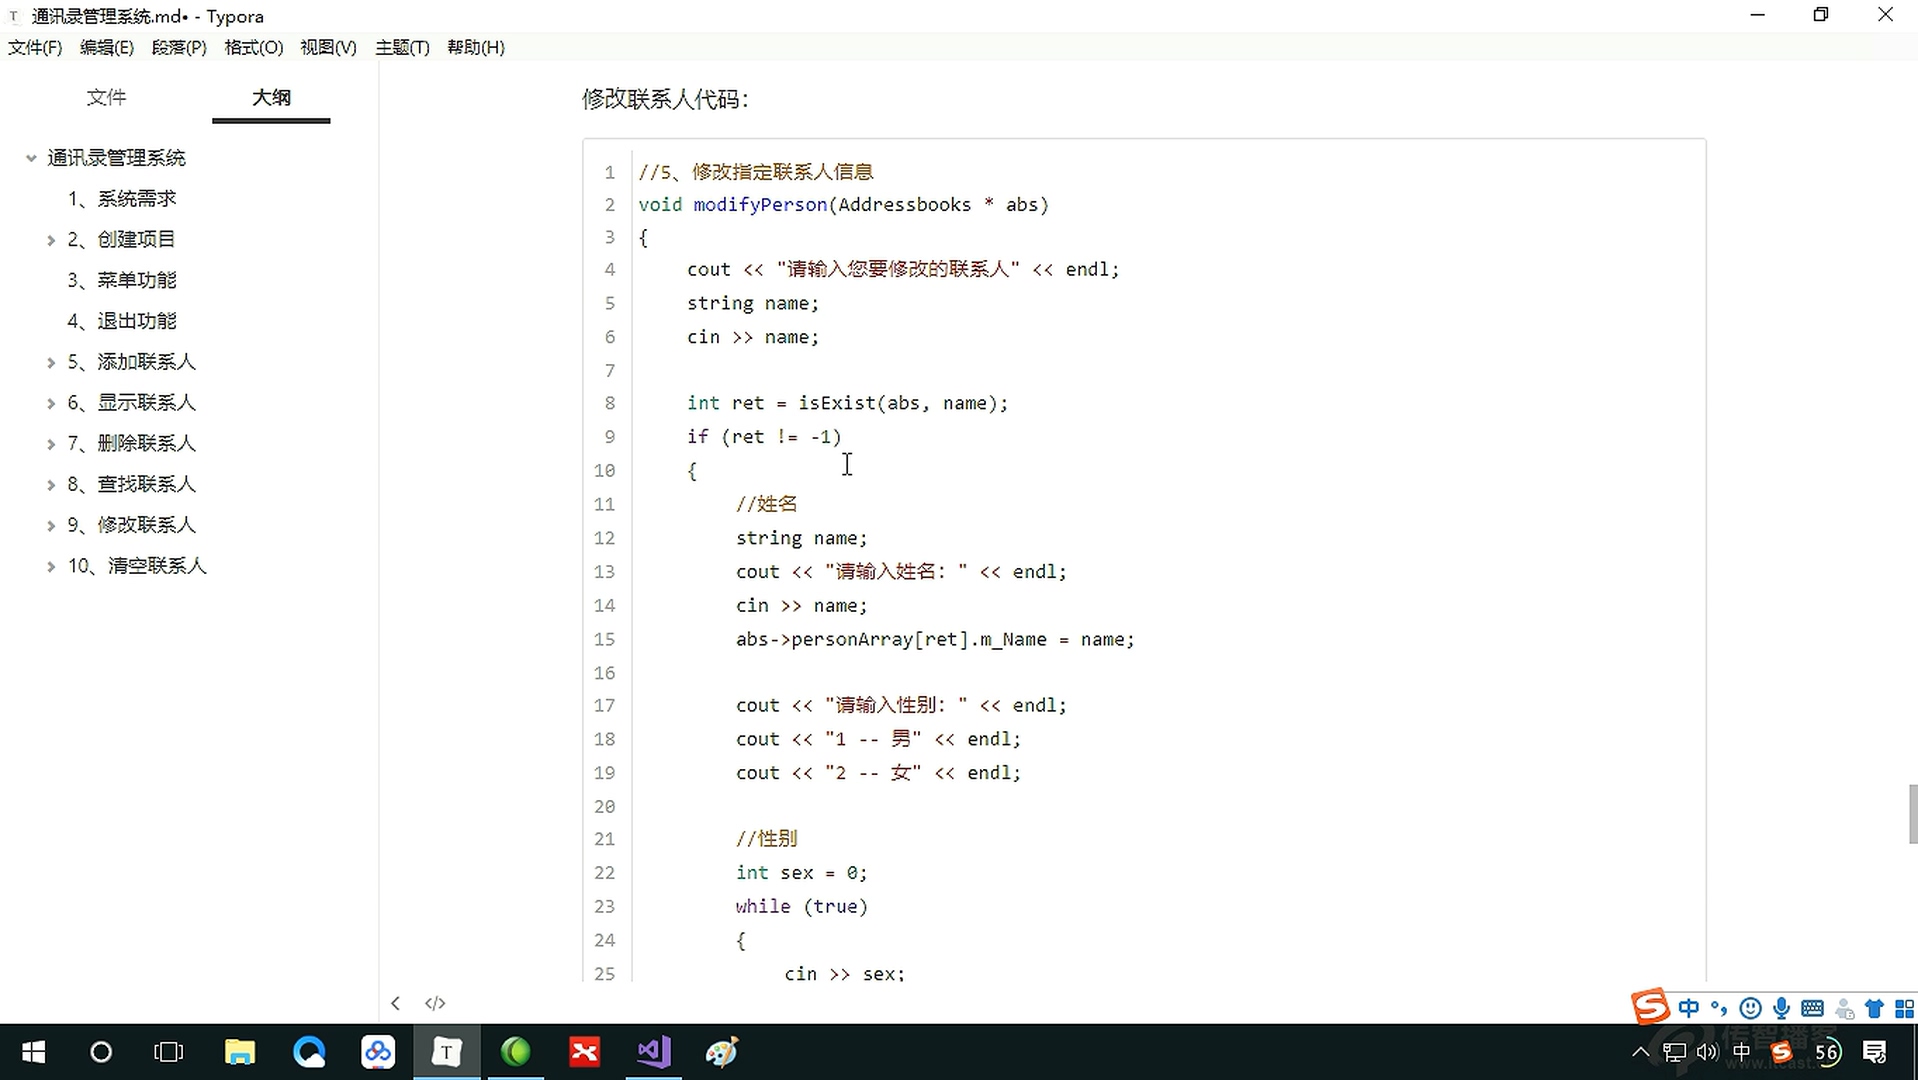 通讯录管理系统.md• - Typora
文件(F) 编辑(E) 段落(P) 格式(O) 视图(V) 主题(T) 帮助(H)
文件 大纲
通讯录管理系统
1、系统需求
2、创建项目
3、菜单功能
4、退出功能
5、添加联系人
6、显示联系人
7、删除联系人
8、查找联系人
9、修改联系人
10、清空联系人
修改联系人代码：
1 //5、修改指定联系人信息
2 void modifyPerson(Addressbooks * abs)
3 {
4 cout << "请输入您要修改的联系人" << endl;
5 string name;
6 cin >> name;
7
8 int ret = isExist(abs, name);
9 if (ret != -1)
10 {
11 //姓名
12 string name;
13 cout << "请输入姓名：" << endl;
14 cin >> name;
15 abs->personArray[ret].m_Name = name;
16
17 cout << "请输入性别：" << endl;
18 cout << "1 -- 男" << endl;
19 cout << "2 -- 女" << endl;
20
21 //性别
22 int sex = 0;
23 while (true)
24 {
25 cin >> sex;
</> 
中
中 56
传智播客